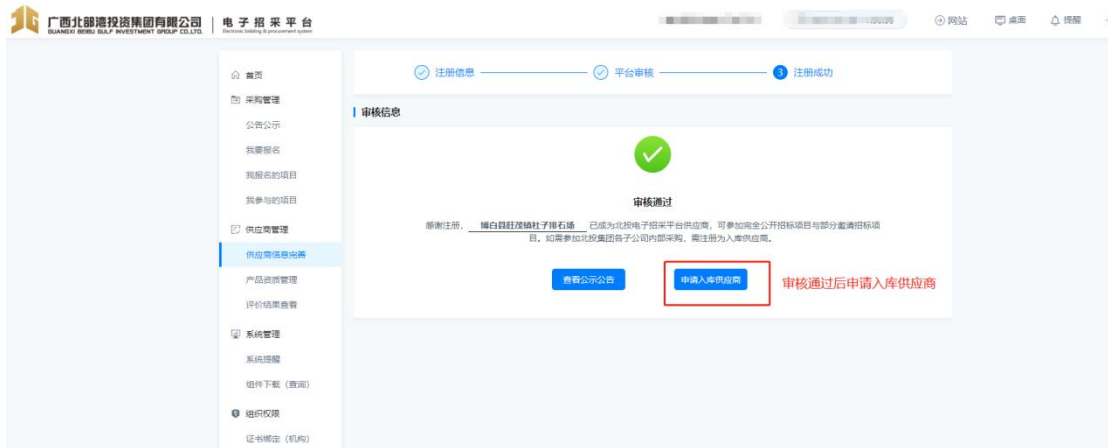 广西北部湾投资集团有限公司
GUANGXI BEIBU GULF INVESTMENT GROUP CO.,LTD.
电子招采平台
Electronic bidding & procurement system
网站
桌面
提醒
首页
采购管理
公告公示
我要报名
我报名的项目
我参与的项目
供应商管理
供应商信息完善
产品资质管理
评价结果查看
系统管理
系统提醒
组件下载（查询）
组织权限
证书绑定（机构）
注册信息
平台审核
3 注册成功
审核信息
审核通过
感谢注册， 博白县旺茂镇社子排石场 已成为北投电子招采平台供应商，可参加完全公开招标项目与部分邀请招标项
目。如需参加北投集团各子公司内部采购，需注册为入库供应商。
查看公示公告
申请入库供应商
审核通过后申请入库供应商